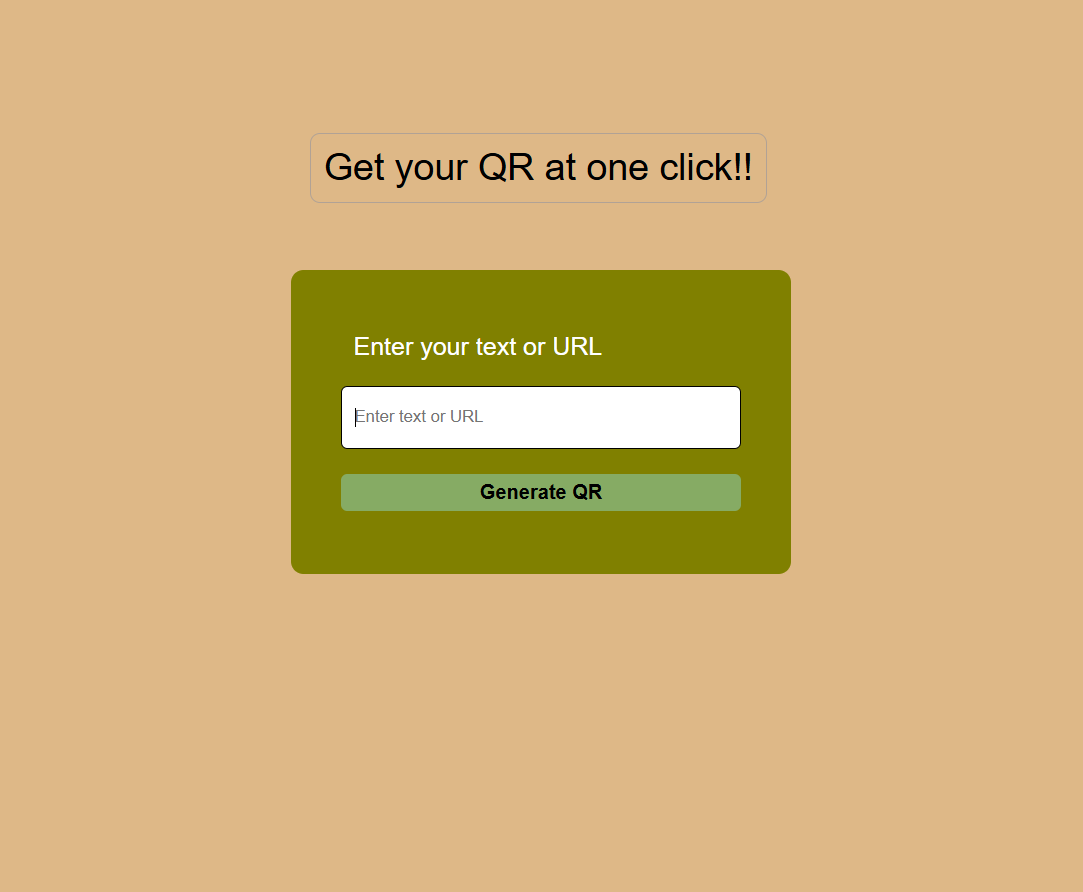 Get your QR at one click!!
Enter your text or URL
Enter text or URL
Generate QR